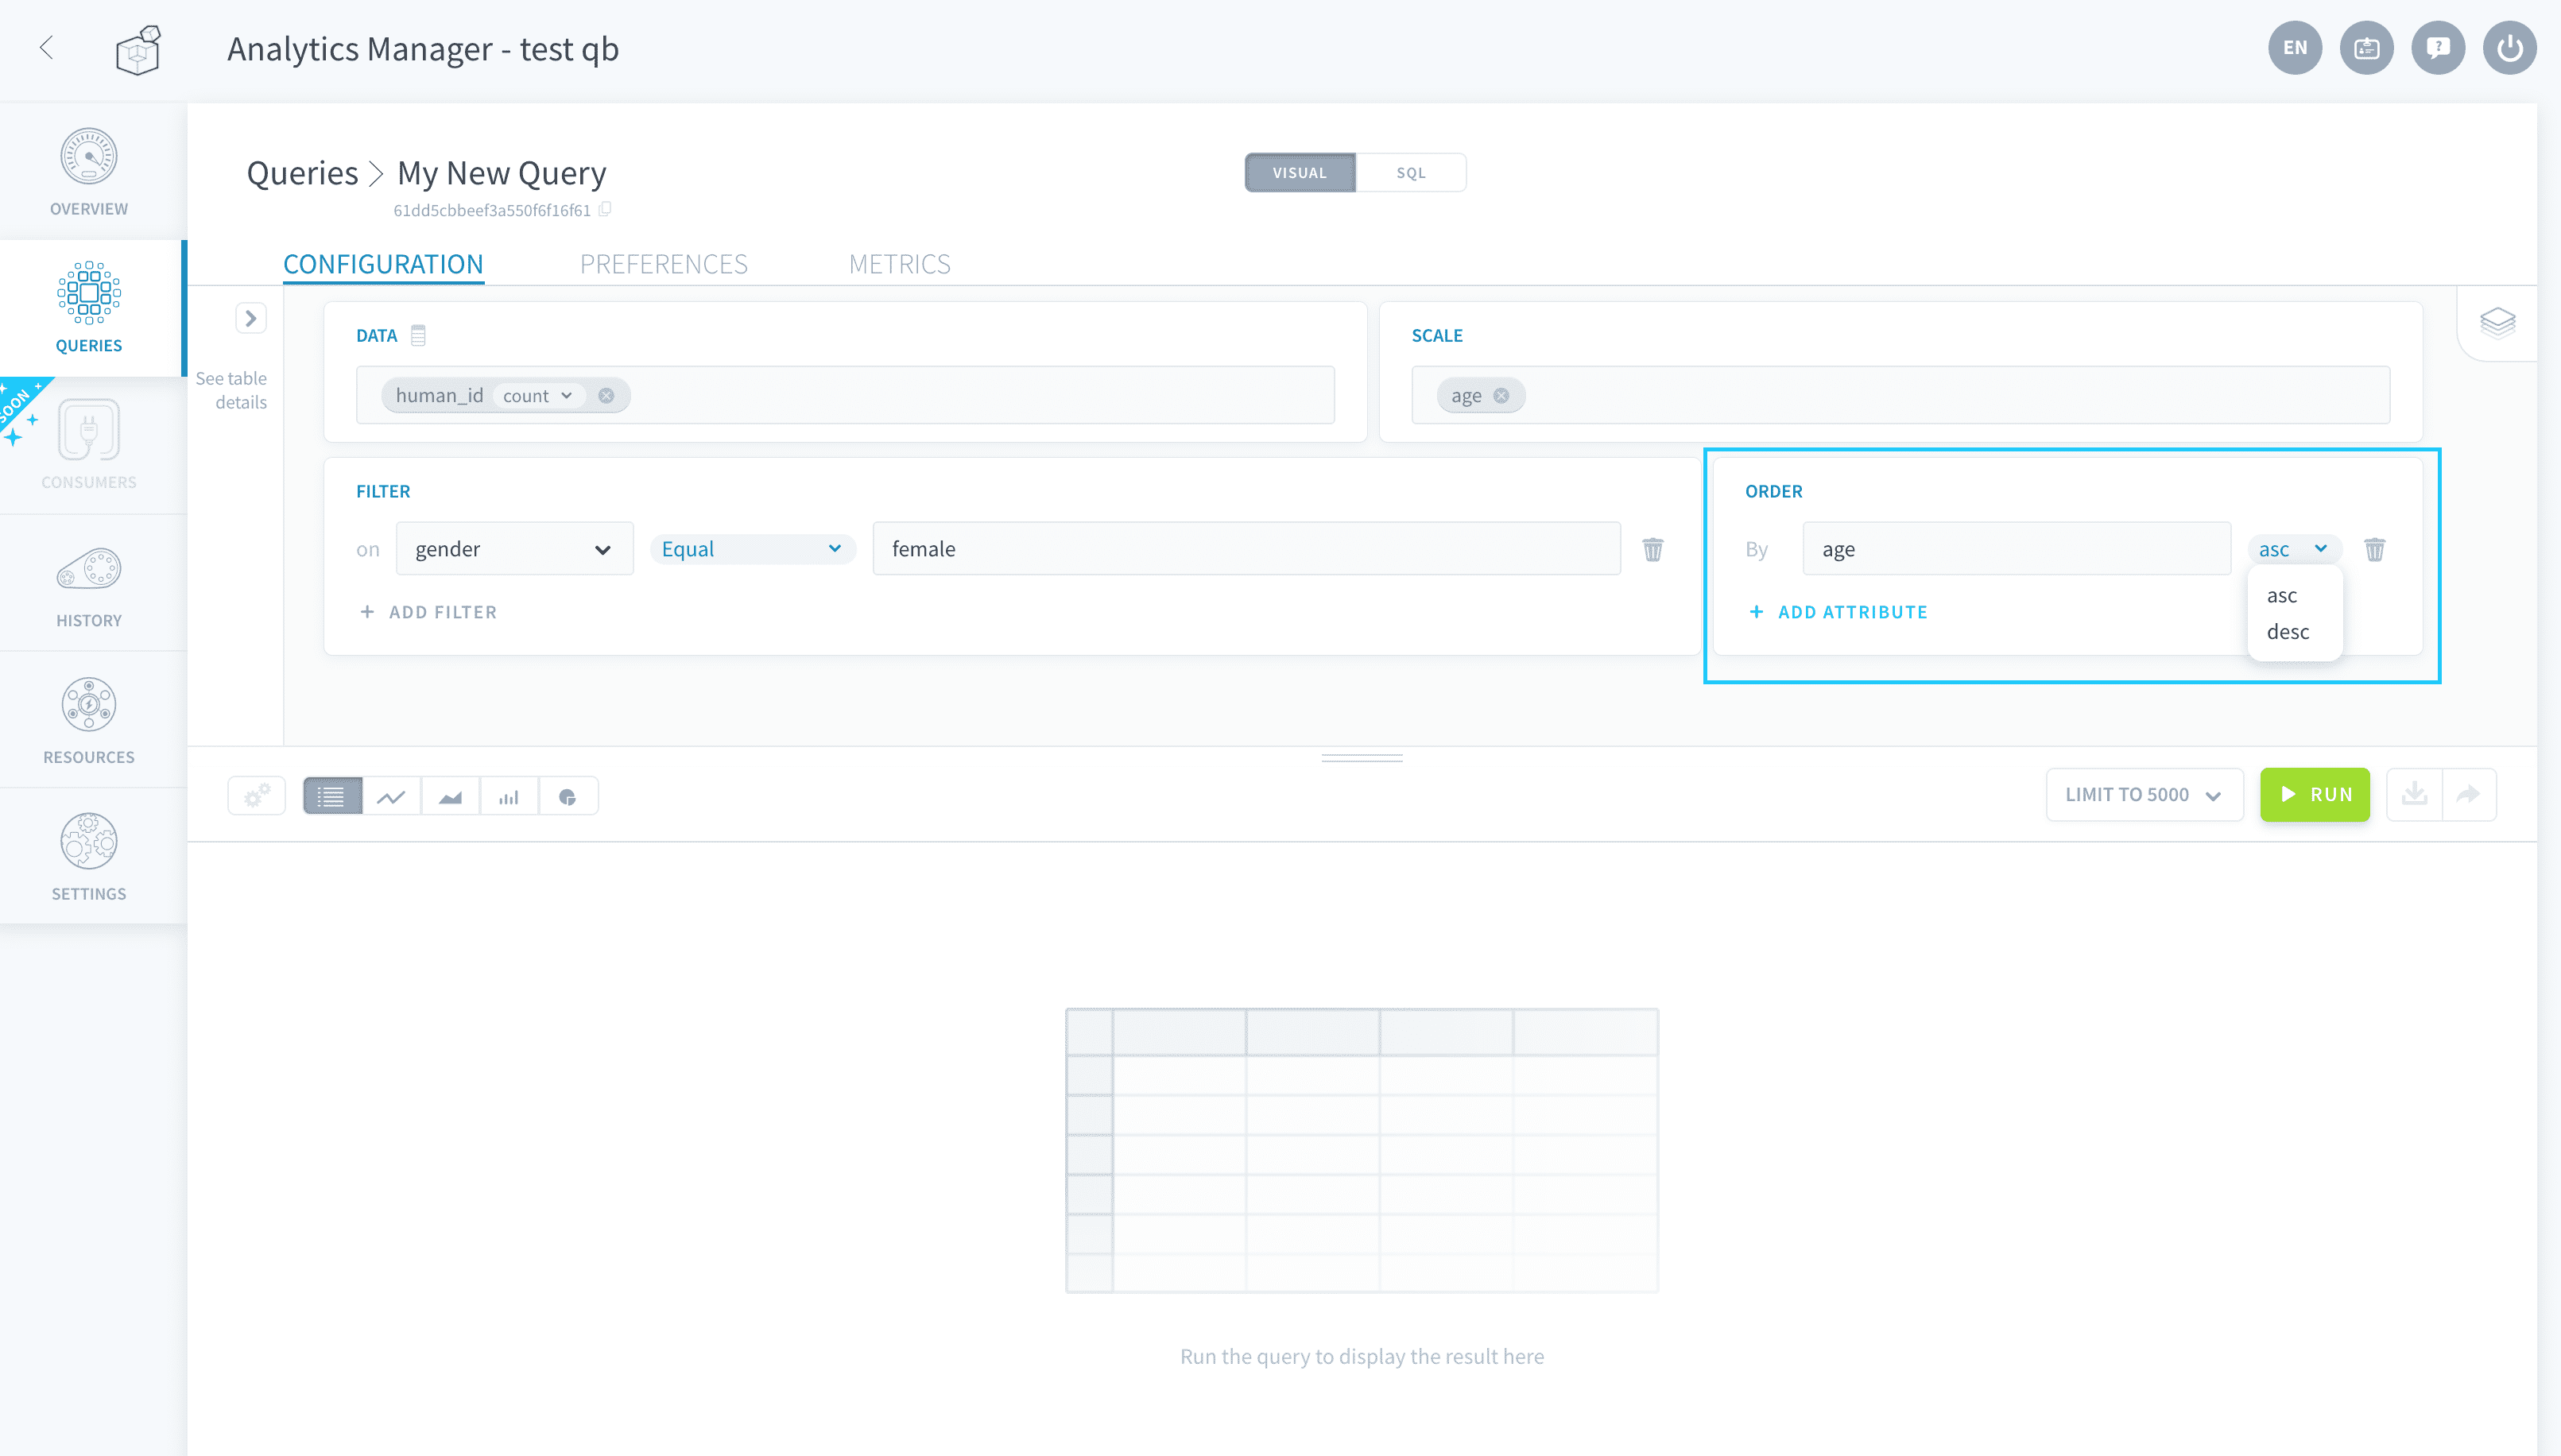 Analytics Manager - test qb
EN
OVERVIEW
QUERIES
SOON
CONSUMERS
HISTORY
RESOURCES
SETTINGS
Queries > My New Query
61dd5cbbeef3a550f6f16f61
VISUAL
SQL
CONFIGURATION
PREFERENCES
METRICS
See table
details
DATA
human_id count
SCALE
age
FILTER
on gender Equal female
+ ADD FILTER
ORDER
By age asc
asc
desc
+ ADD ATTRIBUTE
LIMIT TO 5000
RUN
Run the query to display the result here